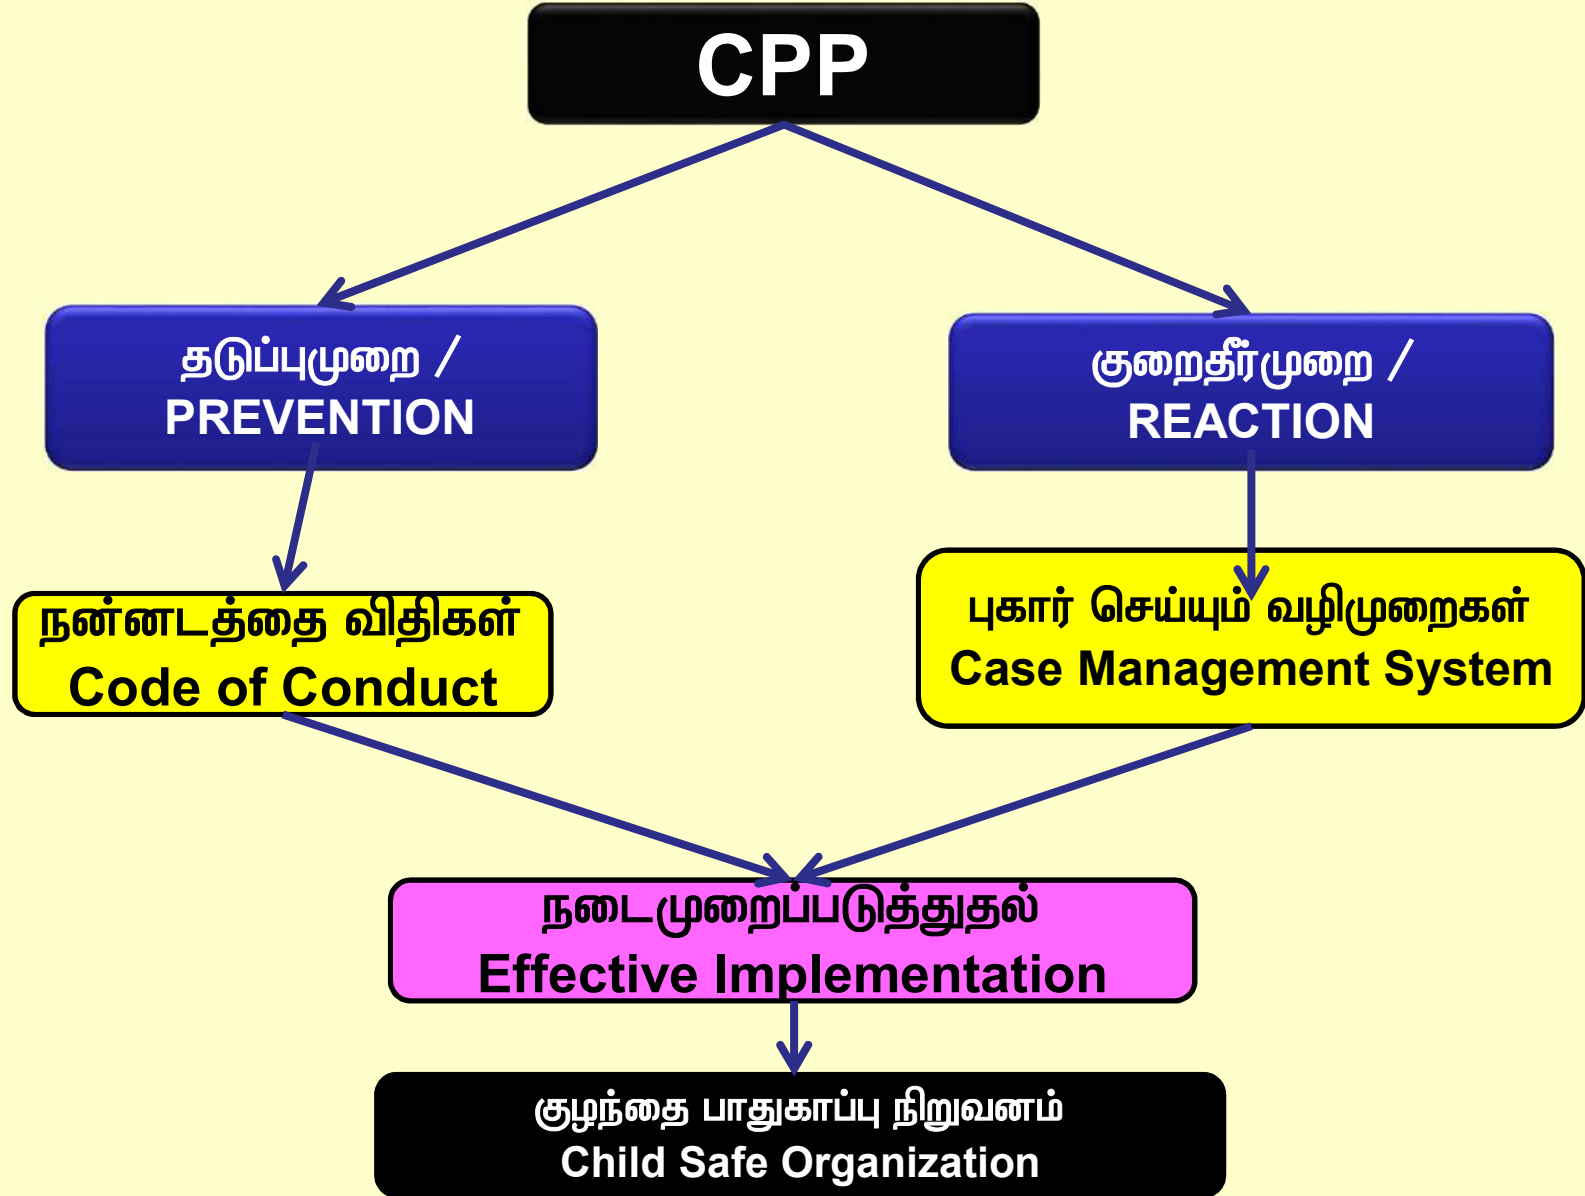 CPP
தடுப்புமுறை /
PREVENTION
குறைதீர்முறை /
REACTION
நன்னடத்தை விதிகள்
Code of Conduct
புகார் செய்யும் வழிமுறைகள்
Case Management System
நடைமுறைப்படுத்துதல்
Effective Implementation
குழந்தை பாதுகாப்பு நிறுவனம்
Child Safe Organization